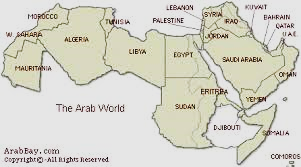 LEBANON
KUWAIT
SYRIA
BAHRAIN
MOROCCO
TUNISIA
PALESTINE
IRAQ
QATAR
U.A.E.
JORDAN
W. SAHARA
ALGERIA
LIBYA
EGYPT
SAUDI ARABIA
MAURITANIA
OMAN
ERITREA
YEMEN
The Arab World
SUDAN
DJIBOUTI
SOMALIA
ArabBay.com
Copyright©-All Rights Reserved
COMOROS